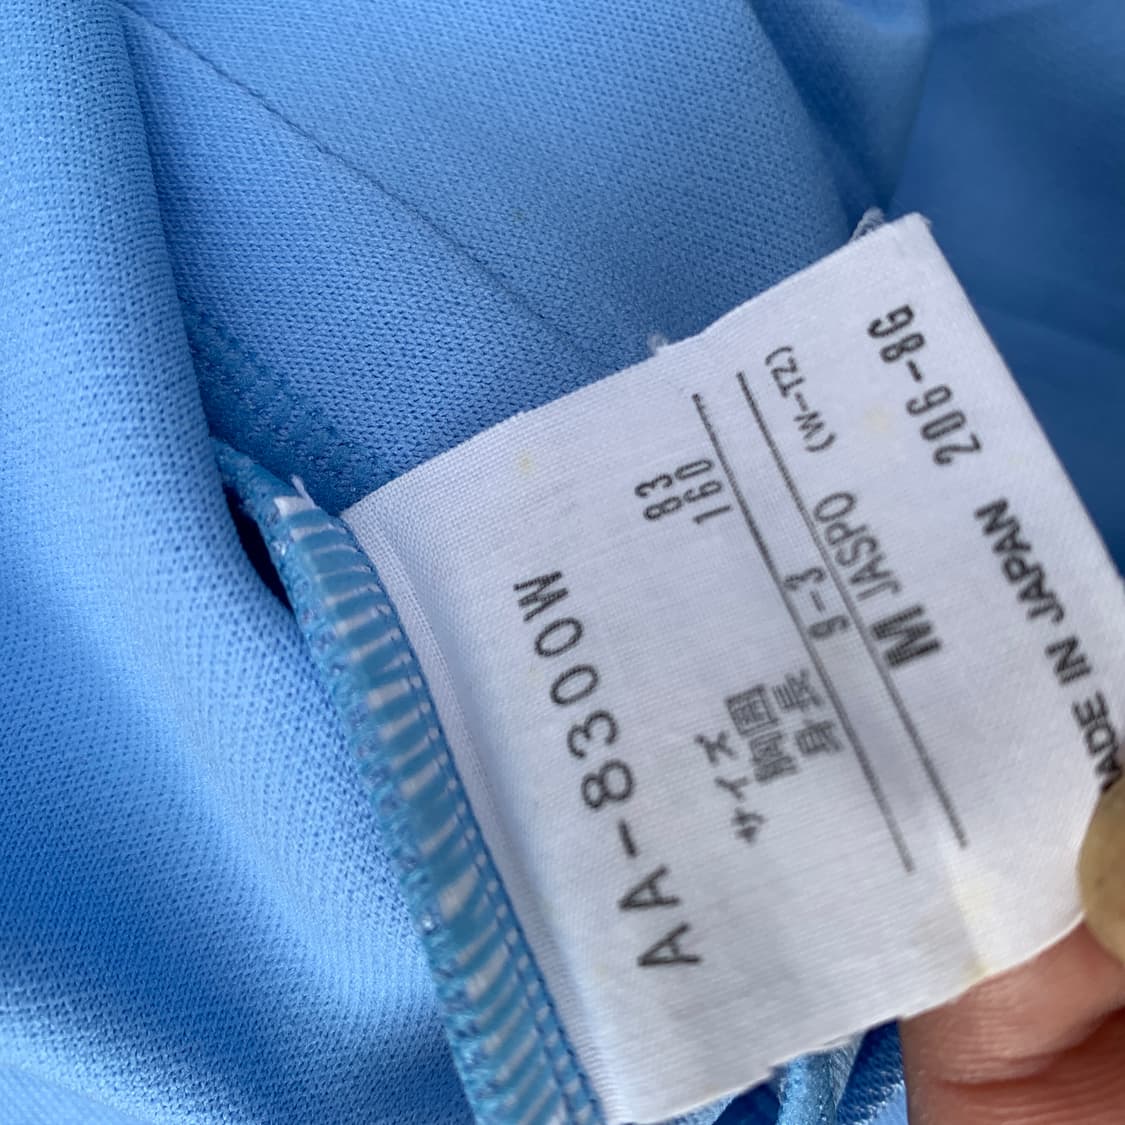 AA-8300W
サイズ
胸囲 83
身長 160
9-3
M JASPO (W-TZ)
206-8G
MADE IN JAPAN